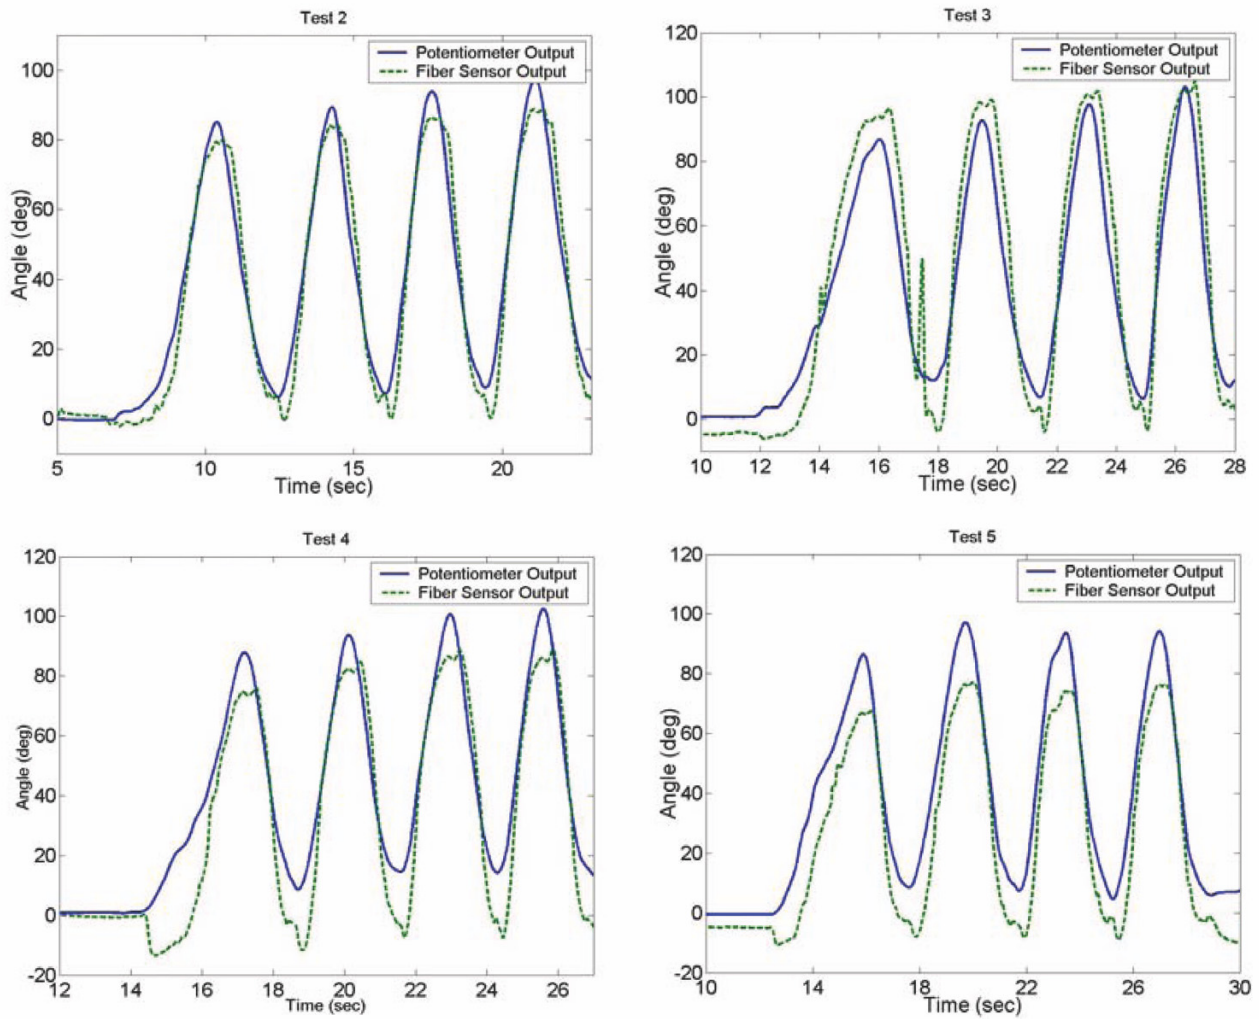 Test 2
Potentiometer Output
Fiber Sensor Output
100
80
60
40
20
0
Angle (deg)
5
10
15
20
Time (sec)
Test 3
Potentiometer Output
Fiber Sensor Output
120
100
80
60
40
20
0
Angle (deg)
10
12
14
16
18
20
22
24
26
28
Time (sec)
Test 4
Potentiometer Output
Fiber Sensor Output
120
100
80
60
40
20
0
-20
Angle (deg)
12
14
16
18
20
22
24
26
Time (sec)
Test 5
Potentiometer Output
Fiber Sensor Output
120
100
80
60
40
20
0
-20
Angle (deg)
10
14
18
22
26
30
Time (sec)